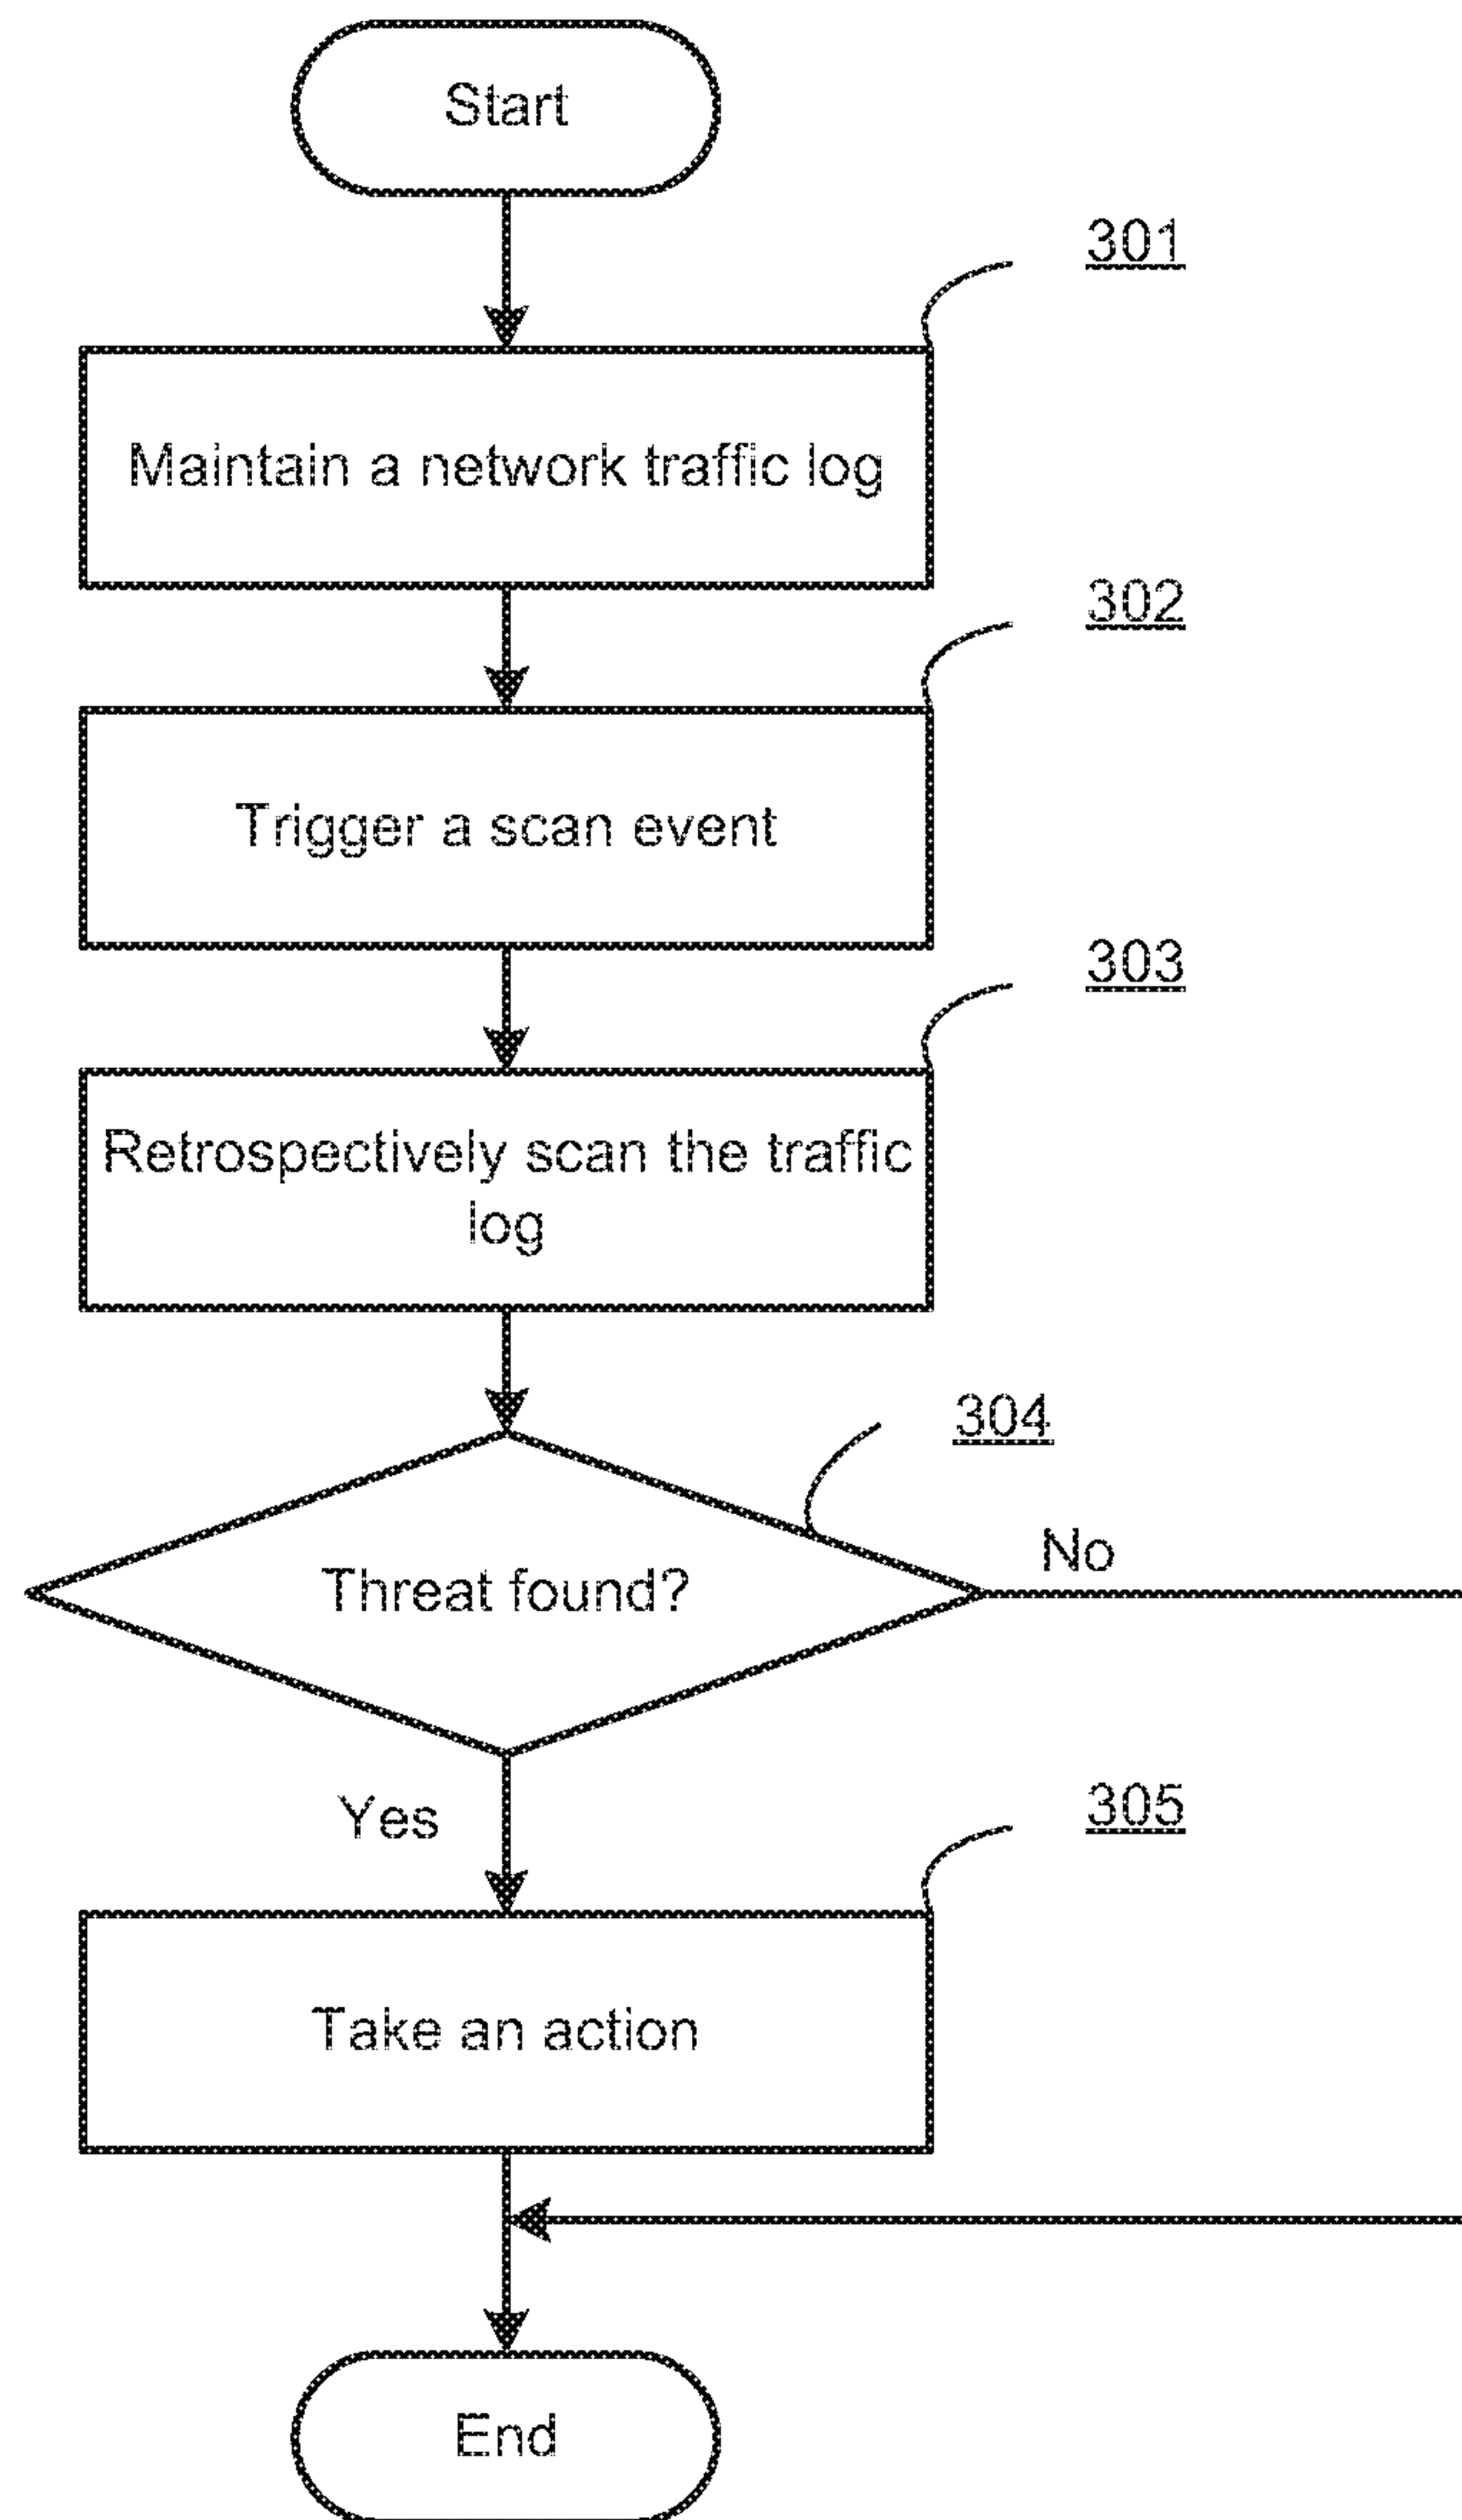 Start
301
Maintain a network traffic log
302
Trigger a scan event
303
Retrospectively scan the traffic
log
304
No
Threat found?
Yes
305
Take an action
End